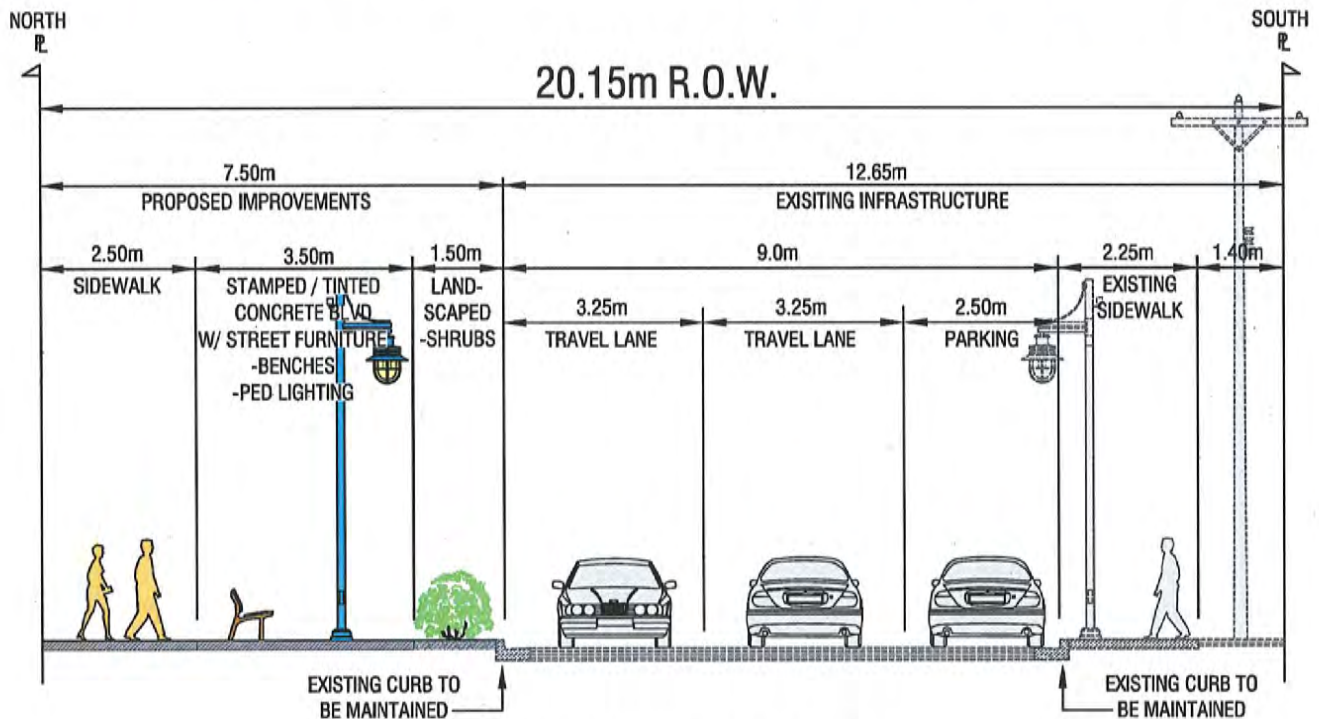 NORTH
PL
SOUTH
PL
20.15m R.O.W.
7.50m
PROPOSED IMPROVEMENTS
12.65m
EXISITING INFRASTRUCTURE
2.50m
SIDEWALK
3.50m
STAMPED / TINTED
CONCRETE BLVD
W/ STREET FURNITURE
-BENCHES
-PED LIGHTING
1.50m
LAND-
SCAPED
-SHRUBS
9.0m
3.25m
TRAVEL LANE
3.25m
TRAVEL LANE
2.50m
PARKING
2.25m
EXISTING
SIDEWALK
1.40m
EXISTING CURB TO
BE MAINTAINED
EXISTING CURB TO
BE MAINTAINED